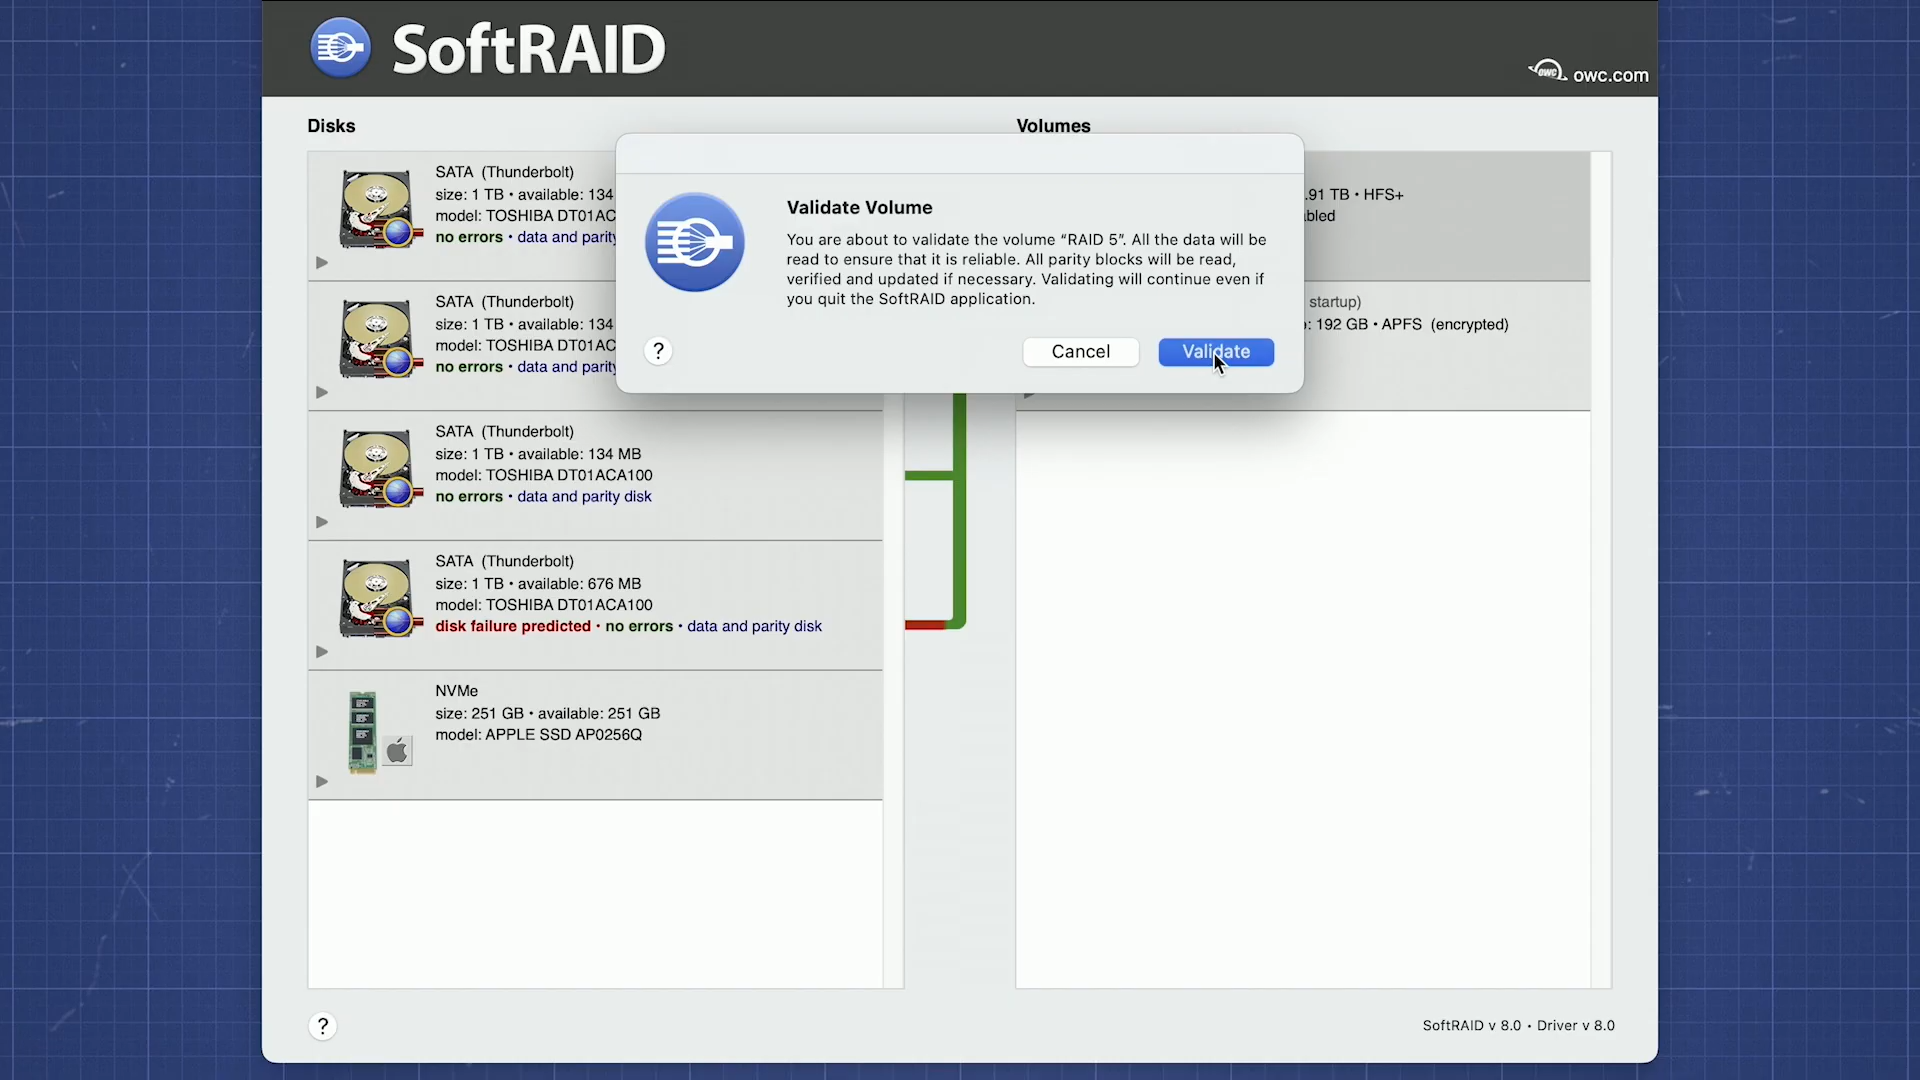 SoftRAID
owc.com
Disks
Volumes
SATA (Thunderbolt)
size: 1 TB • available: 134
model: TOSHIBA DT01AC
no errors • data and parity
SATA (Thunderbolt)
size: 1 TB • available: 134
model: TOSHIBA DT01AC
no errors • data and parity
SATA (Thunderbolt)
size: 1 TB • available: 134 MB
model: TOSHIBA DT01ACA100
no errors • data and parity disk
SATA (Thunderbolt)
size: 1 TB • available: 676 MB
model: TOSHIBA DT01ACA100
disk failure predicted • no errors • data and parity disk
NVMe
size: 251 GB • available: 251 GB
model: APPLE SSD AP0256Q
Validate Volume
You are about to validate the volume “RAID 5”. All the data will be
read to ensure that it is reliable. All parity blocks will be read,
verified and updated if necessary. Validating will continue even if
you quit the SoftRAID application.
?
Cancel
Validate
.91 TB • HFS+
bled
startup)
: 192 GB • APFS (encrypted)
?
SoftRAID v 8.0 • Driver v 8.0